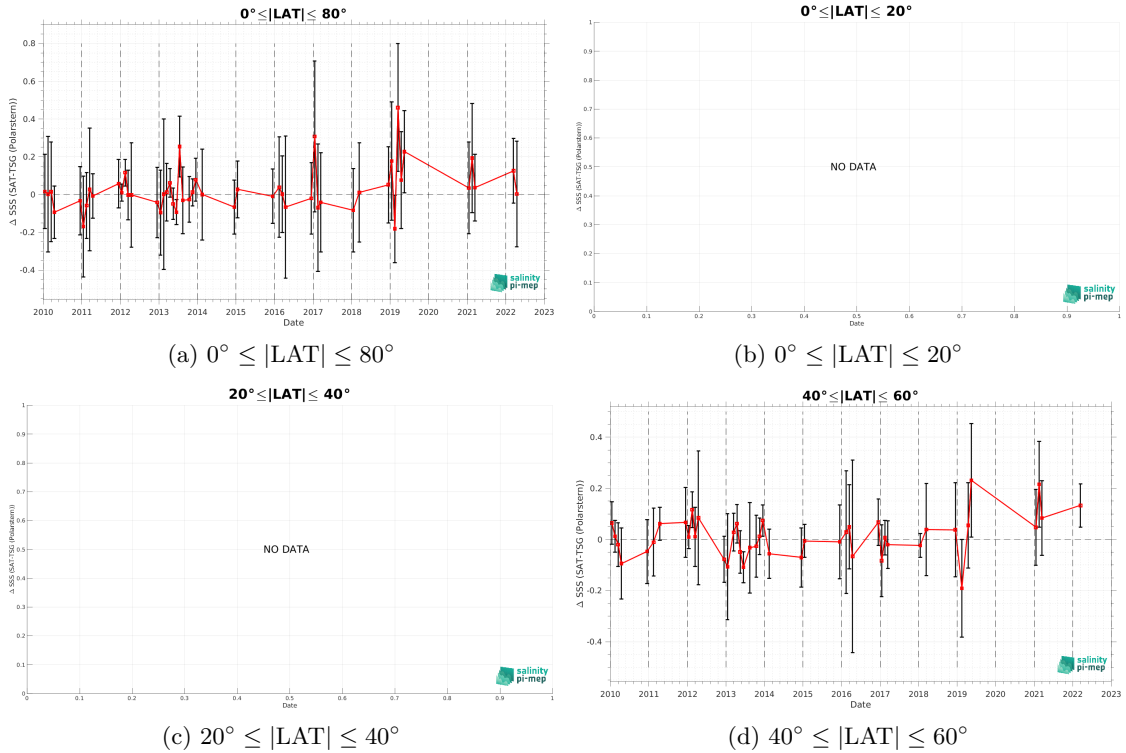 0°≤|LAT|≤ 80°
Δ SSS (SAT-TSG (Polarstern))
0.8
0.6
0.4
0.2
0
-0.2
-0.4
2010 2011 2012 2013 2014 2015 2016 2017 2018 2019 2020 2021 2022 2023
Date
salinity
pi-mep
(a) 0° ≤ |LAT| ≤ 80°
0°≤|LAT|≤ 20°
Δ SSS (SAT-TSG (Polarstern))
1
0.9
0.8
0.7
0.6
0.5
0.4
0.3
0.2
0.1
0
NO DATA
0 0.1 0.2 0.3 0.4 0.5 0.6 0.7 0.8 0.9 1
Date
salinity
pi-mep
(b) 0° ≤ |LAT| ≤ 20°
20°≤|LAT|≤ 40°
Δ SSS (SAT-TSG (Polarstern))
1
0.9
0.8
0.7
0.6
0.5
0.4
0.3
0.2
0.1
0
NO DATA
0 0.1 0.2 0.3 0.4 0.5 0.6 0.7 0.8 0.9 1
Date
salinity
pi-mep
(c) 20° ≤ |LAT| ≤ 40°
40°≤|LAT|≤ 60°
Δ SSS (SAT-TSG (Polarstern))
0.4
0.2
0
-0.2
-0.4
2010 2011 2012 2013 2014 2015 2016 2017 2018 2019 2020 2021 2022 2023
Date
salinity
pi-mep
(d) 40° ≤ |LAT| ≤ 60°